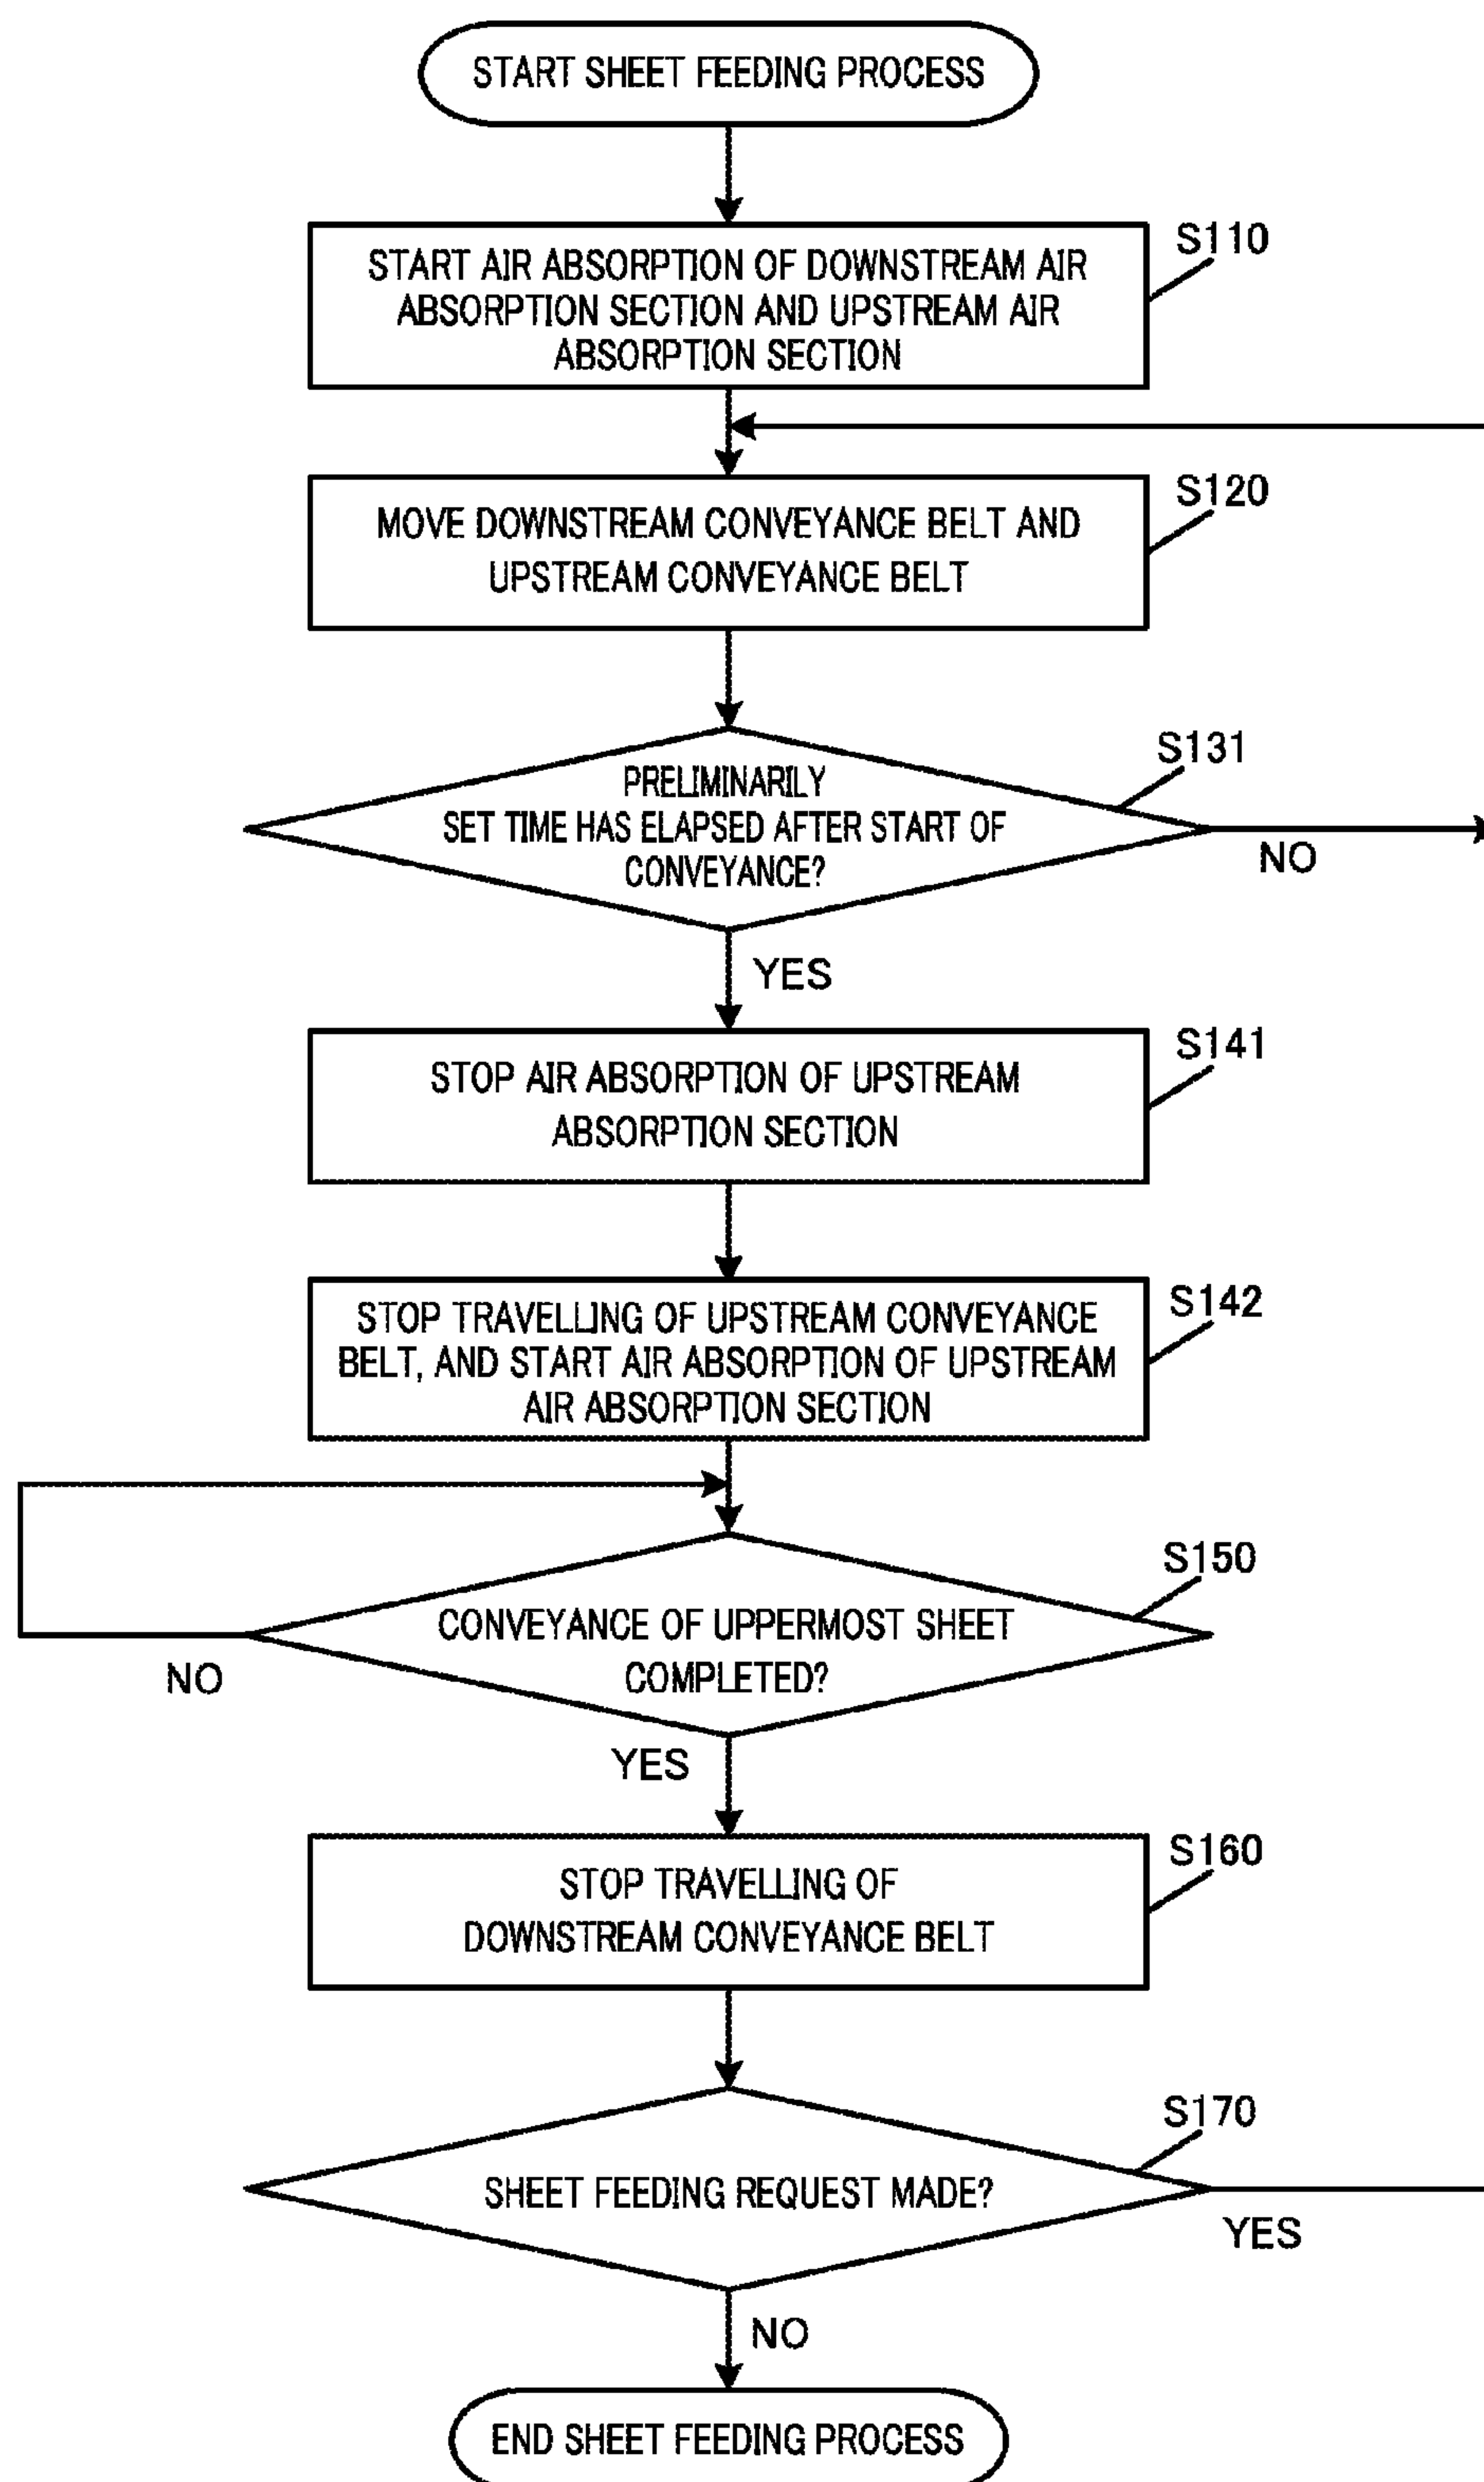 START SHEET FEEDING PROCESS
S110
START AIR ABSORPTION OF DOWNSTREAM AIR
ABSORPTION SECTION AND UPSTREAM AIR
ABSORPTION SECTION
S120
MOVE DOWNSTREAM CONVEYANCE BELT AND
UPSTREAM CONVEYANCE BELT
S131
PRELIMINARILY
SET TIME HAS ELAPSED AFTER START OF
CONVEYANCE?
NO
YES
S141
STOP AIR ABSORPTION OF UPSTREAM
ABSORPTION SECTION
S142
STOP TRAVELLING OF UPSTREAM CONVEYANCE
BELT, AND START AIR ABSORPTION OF UPSTREAM
AIR ABSORPTION SECTION
S150
CONVEYANCE OF UPPERMOST SHEET
COMPLETED?
NO
YES
S160
STOP TRAVELLING OF
DOWNSTREAM CONVEYANCE BELT
S170
SHEET FEEDING REQUEST MADE?
YES
NO
END SHEET FEEDING PROCESS